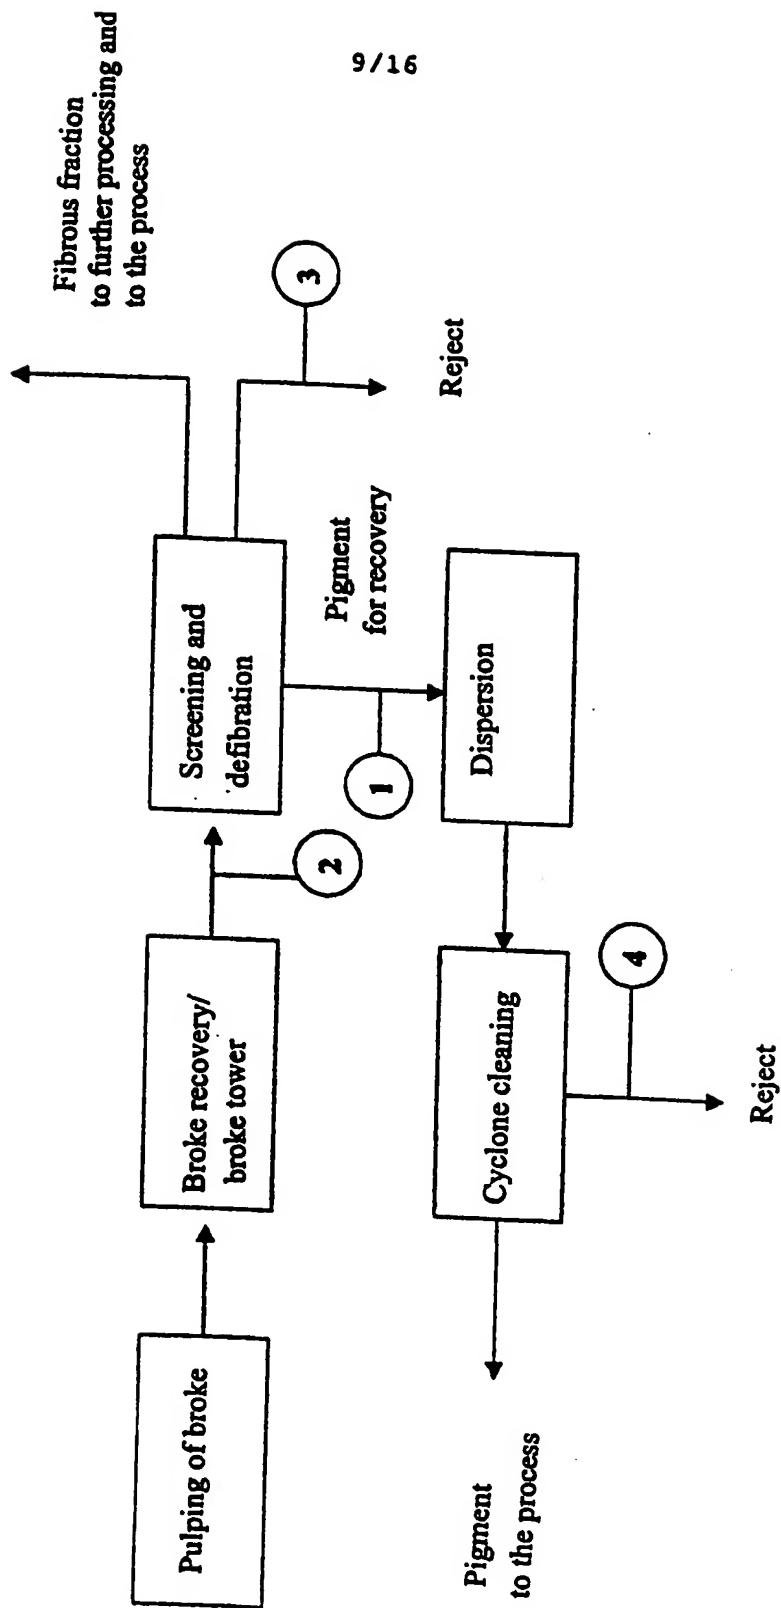 9/16
Pulping of broke
Broke recovery/
broke tower
2
Screening and
defibration
Fibrous fraction
to further processing and
to the process
3
Reject
Pigment
for recovery
1
Dispersion
Cyclone cleaning
4
Reject
Pigment
to the process